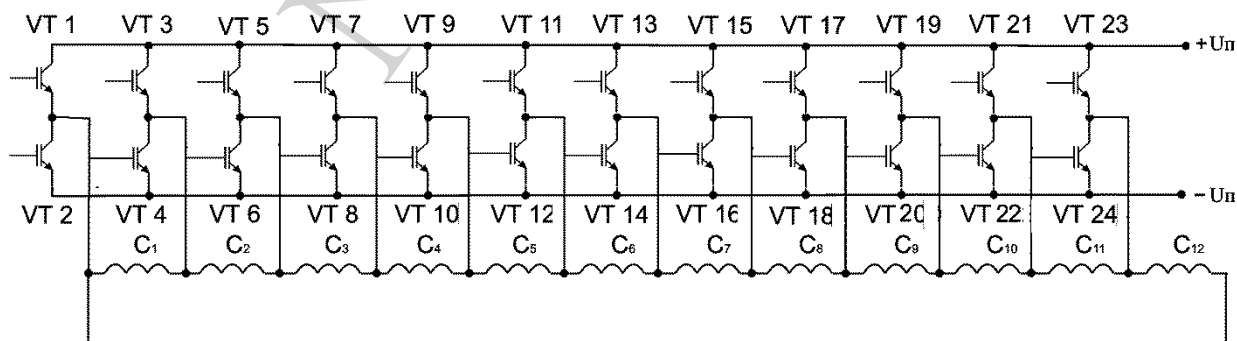 VT 1 VT 3 VT 5 VT 7 VT 9 VT 11 VT 13 VT 15 VT 17 VT 19 VT 21 VT 23
+Uп
−Uп
VT 2 VT 4 VT 6 VT 8 VT 10 VT 12 VT 14 VT 16 VT 18 VT 20 VT 22 VT 24
C₁ C₂ C₃ C₄ C₅ C₆ C₇ C₈ C₉ C₁₀ C₁₁ C₁₂